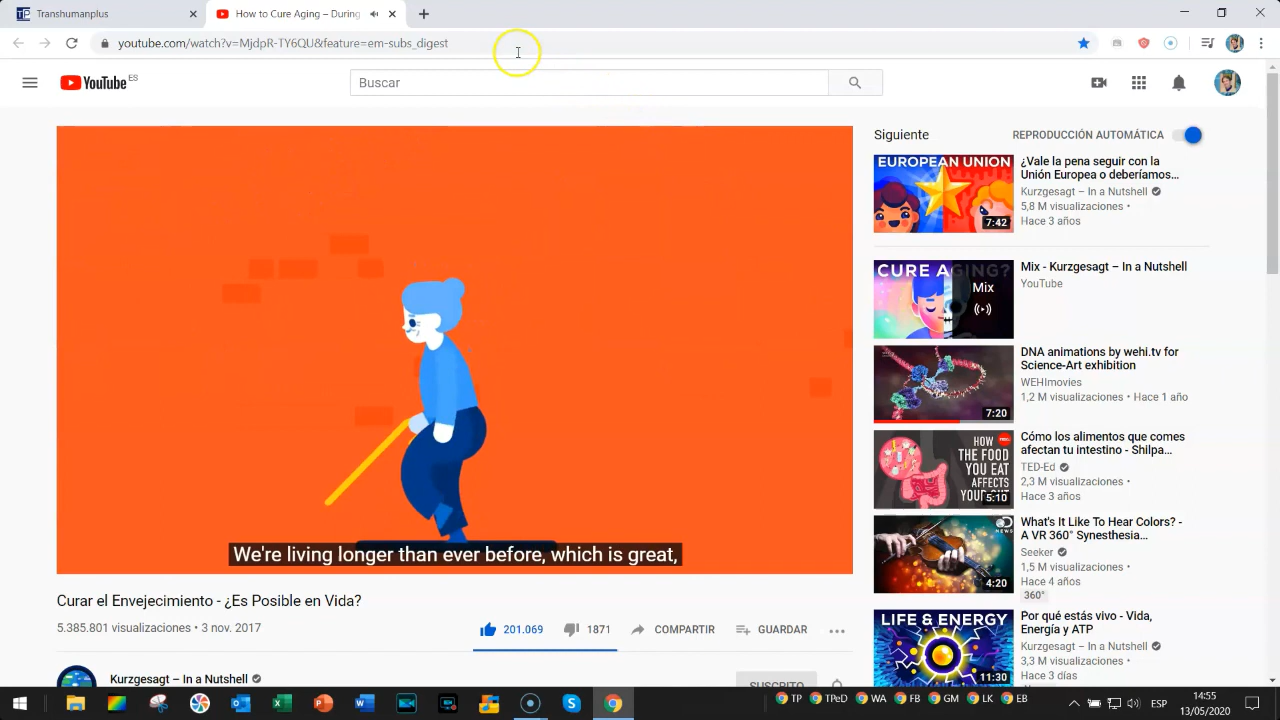 Transhumanplus
How to Cure Aging – During
youtube.com/watch?v=MjdpR-TY6QU&feature=em-subs_digest
YouTube ES
Buscar
We're living longer than ever before, which is great,
Curar el Envejecimiento - ¿Es Posible en Vida?
5.385.801 visualizaciones • 3 nov. 2017
201.069
1871
COMPARTIR
GUARDAR
Kurzgesagt – In a Nutshell
SUSCRITO
Siguiente
REPRODUCCIÓN AUTOMÁTICA
EUROPEAN UNION
7:42
¿Vale la pena seguir con la
Unión Europea o deberíamos...
Kurzgesagt – In a Nutshell
5,8 M visualizaciones •
Hace 3 años
CURE AGING?
Mix
Mix - Kurzgesagt – In a Nutshell
YouTube
7:20
DNA animations by wehi.tv for
Science-Art exhibition
WEHImovies
1,2 M visualizaciones • Hace 1 año
HOW
THE FOOD
YOU EAT
AFFECTS
YOUR GUT
5:10
Cómo los alimentos que comes
afectan tu intestino - Shilpa...
TED-Ed
2,3 M visualizaciones •
Hace 3 años
NEWS
4:20
What's It Like To Hear Colors? -
A VR 360° Synesthesia...
Seeker
1,5 M visualizaciones •
Hace 4 años
360°
LIFE & ENERGY
11:30
Por qué estás vivo - Vida,
Energía y ATP
Kurzgesagt – In a Nutshell
3,3 M visualizaciones •
Hace 3 días
TP TPeD WA FB GM LK EB
ESP
14:55
13/05/2020